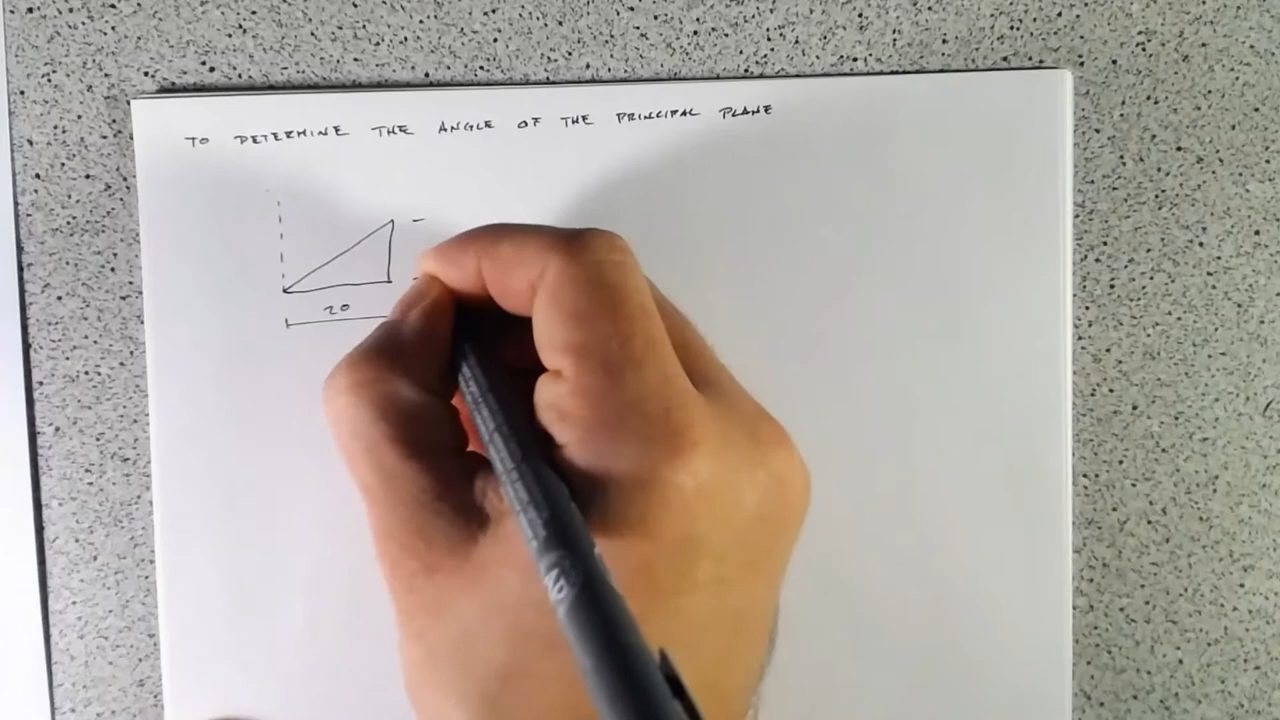 TO DETERMINE THE ANGLE OF THE PRINCIPAL PLANE
20